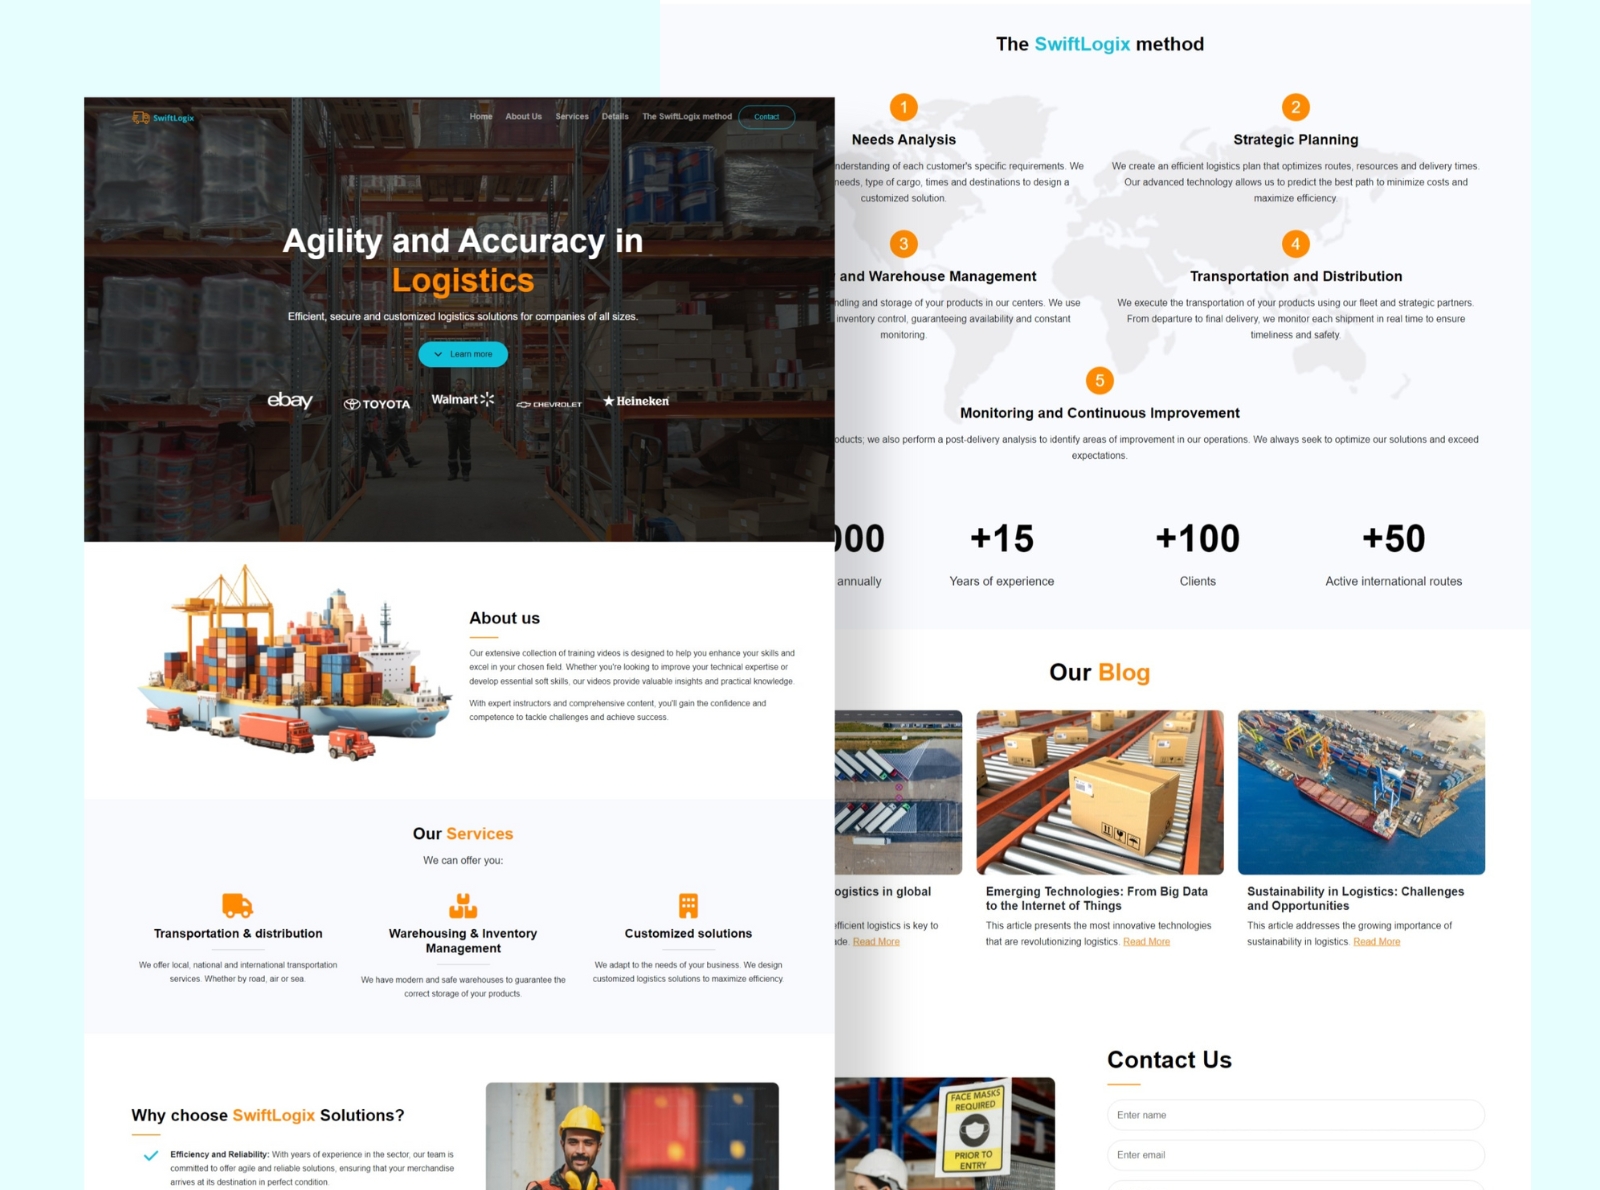 SwiftLogix
Home About Us Services Details The SwiftLogix method Contact
Agility and Accuracy in
Logistics
Efficient, secure and customized logistics solutions for companies of all sizes.
Learn more
ebay TOYOTA Walmart CHEVROLET Heineken
About us
Our extensive collection of training videos is designed to help you enhance your skills and
excel in your chosen field. Whether you're looking to improve your technical expertise or
develop essential soft skills, our videos provide valuable insights and practical knowledge.
With expert instructors and comprehensive content, you'll gain the confidence and
competence to tackle challenges and achieve success.
Our Services
We can offer you:
Transportation & distribution
We offer local, national and international transportation
services. Whether by road, air or sea.
Warehousing & Inventory
Management
We have modern and safe warehouses to guarantee the
correct storage of your products.
Customized solutions
We adapt to the needs of your business. We design
customized logistics solutions to maximize efficiency.
Why choose SwiftLogix Solutions?
Efficiency and Reliability: With years of experience in the sector, our team is
committed to offer agile and reliable solutions, ensuring that your merchandise
arrives at its destination in perfect condition.
The SwiftLogix method
1
Needs Analysis
understanding of each customer's specific requirements. We
needs, type of cargo, times and destinations to design a
customized solution.
2
Strategic Planning
We create an efficient logistics plan that optimizes routes, resources and delivery times.
Our advanced technology allows us to predict the best path to minimize costs and
maximize efficiency.
3
and Warehouse Management
handling and storage of your products in our centers. We use
inventory control, guaranteeing availability and constant
monitoring.
4
Transportation and Distribution
We execute the transportation of your products using our fleet and strategic partners.
From departure to final delivery, we monitor each shipment in real time to ensure
timeliness and safety.
5
Monitoring and Continuous Improvement
products; we also perform a post-delivery analysis to identify areas of improvement in our operations. We always seek to optimize our solutions and exceed
expectations.
000
annually
+15
Years of experience
+100
Clients
+50
Active international routes
Our Blog
logistics in global
efficient logistics is key to
Read More
Emerging Technologies: From Big Data
to the Internet of Things
This article presents the most innovative technologies
that are revolutionizing logistics. Read More
Sustainability in Logistics: Challenges
and Opportunities
This article addresses the growing importance of
sustainability in logistics. Read More
FACE MASKS
REQUIRED
PRIOR TO
ENTRY
Contact Us
Enter name
Enter email